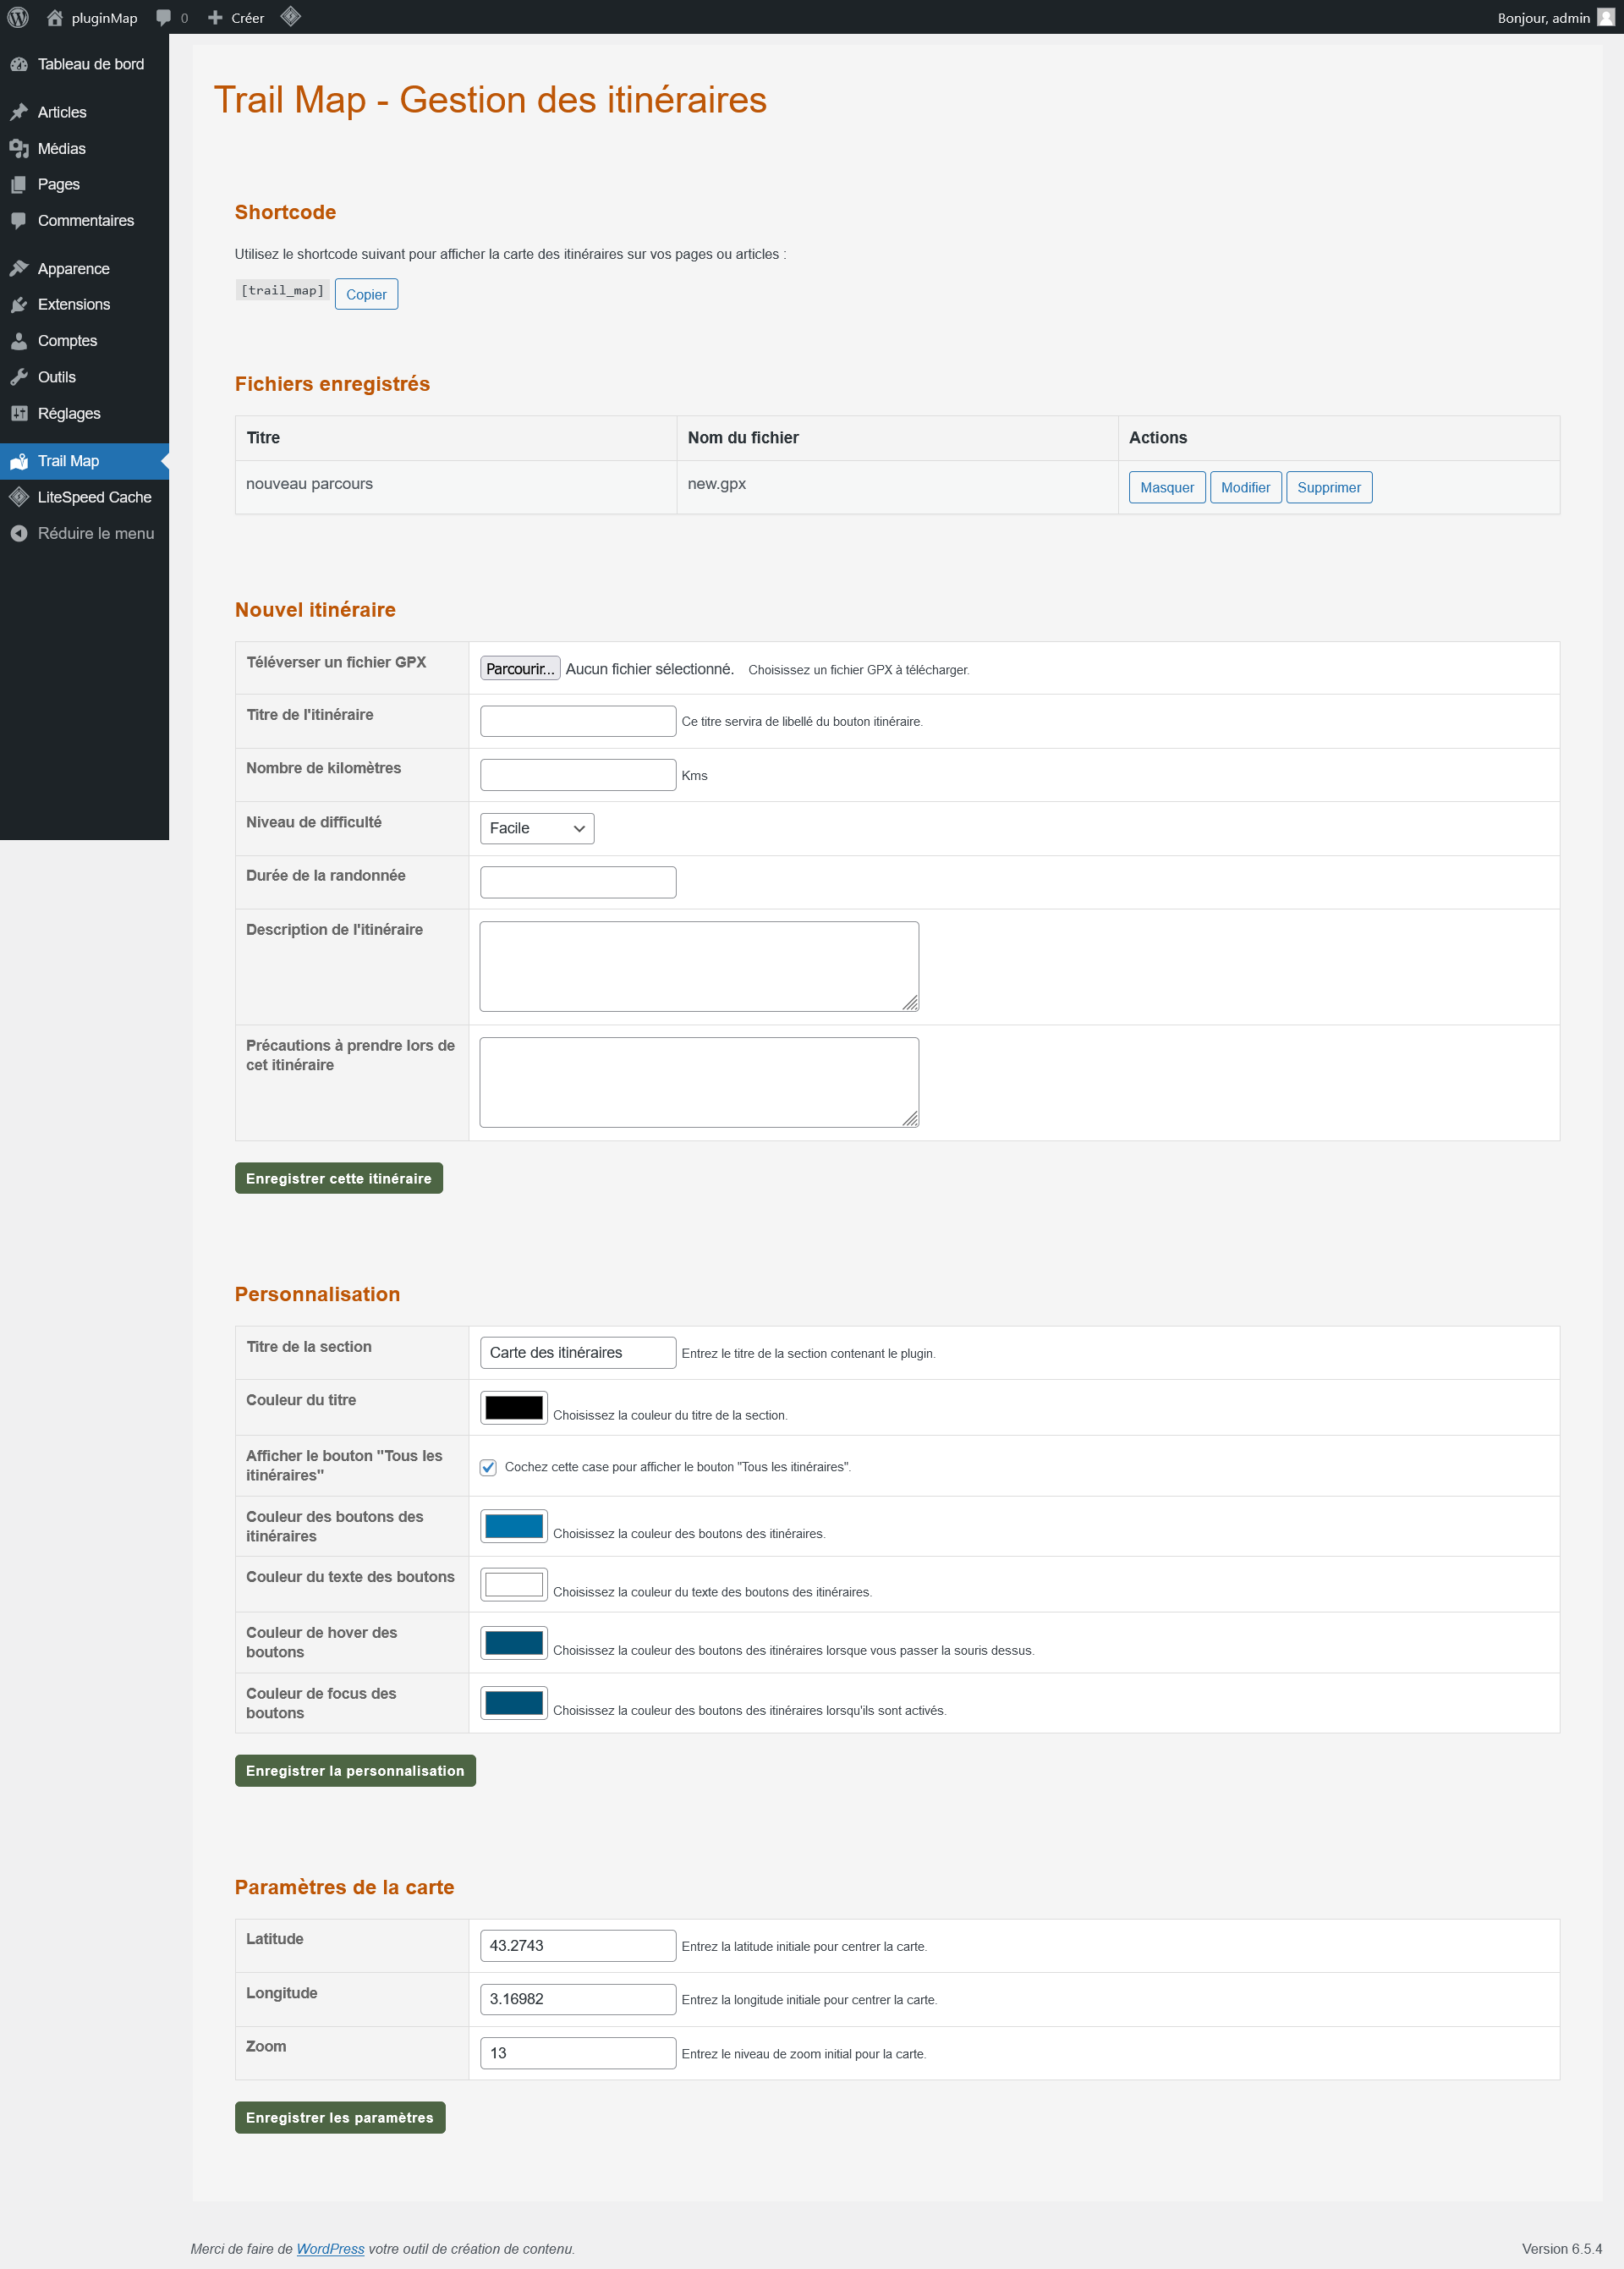 pluginMap
0
Créer
Bonjour, admin
Tableau de bord
Articles
Médias
Pages
Commentaires
Apparence
Extensions
Comptes
Outils
Réglages
Trail Map
LiteSpeed Cache
Réduire le menu
Trail Map - Gestion des itinéraires
Shortcode
Utilisez le shortcode suivant pour afficher la carte des itinéraires sur vos pages ou articles :
[trail_map] Copier
Fichiers enregistrés
Titre Nom du fichier Actions
nouveau parcours new.gpx Masquer Modifier Supprimer
Nouvel itinéraire
Téléverser un fichier GPX Parcourir... Aucun fichier sélectionné. Choisissez un fichier GPX à télécharger.
Titre de l'itinéraire Ce titre servira de libellé du bouton itinéraire.
Nombre de kilomètres Kms
Niveau de difficulté Facile
Durée de la randonnée
Description de l'itinéraire
Précautions à prendre lors de
cet itinéraire
Enregistrer cette itinéraire
Personnalisation
Titre de la section Carte des itinéraires Entrez le titre de la section contenant le plugin.
Couleur du titre Choisissez la couleur du titre de la section.
Afficher le bouton "Tous les
itinéraires"
Cochez cette case pour afficher le bouton "Tous les itinéraires".
Couleur des boutons des
itinéraires
Choisissez la couleur des boutons des itinéraires.
Couleur du texte des boutons Choisissez la couleur du texte des boutons des itinéraires.
Couleur de hover des
boutons
Choisissez la couleur des boutons des itinéraires lorsque vous passer la souris dessus.
Couleur de focus des
boutons
Choisissez la couleur des boutons des itinéraires lorsqu'ils sont activés.
Enregistrer la personnalisation
Paramètres de la carte
Latitude 43.2743 Entrez la latitude initiale pour centrer la carte.
Longitude 3.16982 Entrez la longitude initiale pour centrer la carte.
Zoom 13 Entrez le niveau de zoom initial pour la carte.
Enregistrer les paramètres
Merci de faire de WordPress votre outil de création de contenu.
Version 6.5.4